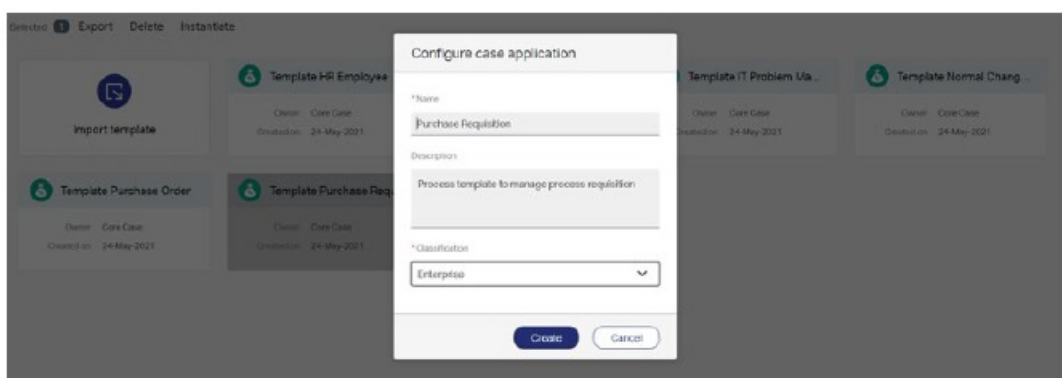 Selected 1 Export Delete Instantiate
Configure case application
Import template
Template HR Employee
Owner Core Case
Created on 24-May-2021
Template IT Problem Ma...
Owner Core Case
Created on 24-May-2021
Template Normal Chang...
Owner Core Case
Created on 24-May-2021
*Name
Purchase Requisition
Description
Process template to manage process requisition
Template Purchase Order
Owner Core Case
Created on 24-May-2021
Template Purchase Requ
Owner Core Case
Created on 24-May-2021
*Classification
Enterprise
Create Cancel